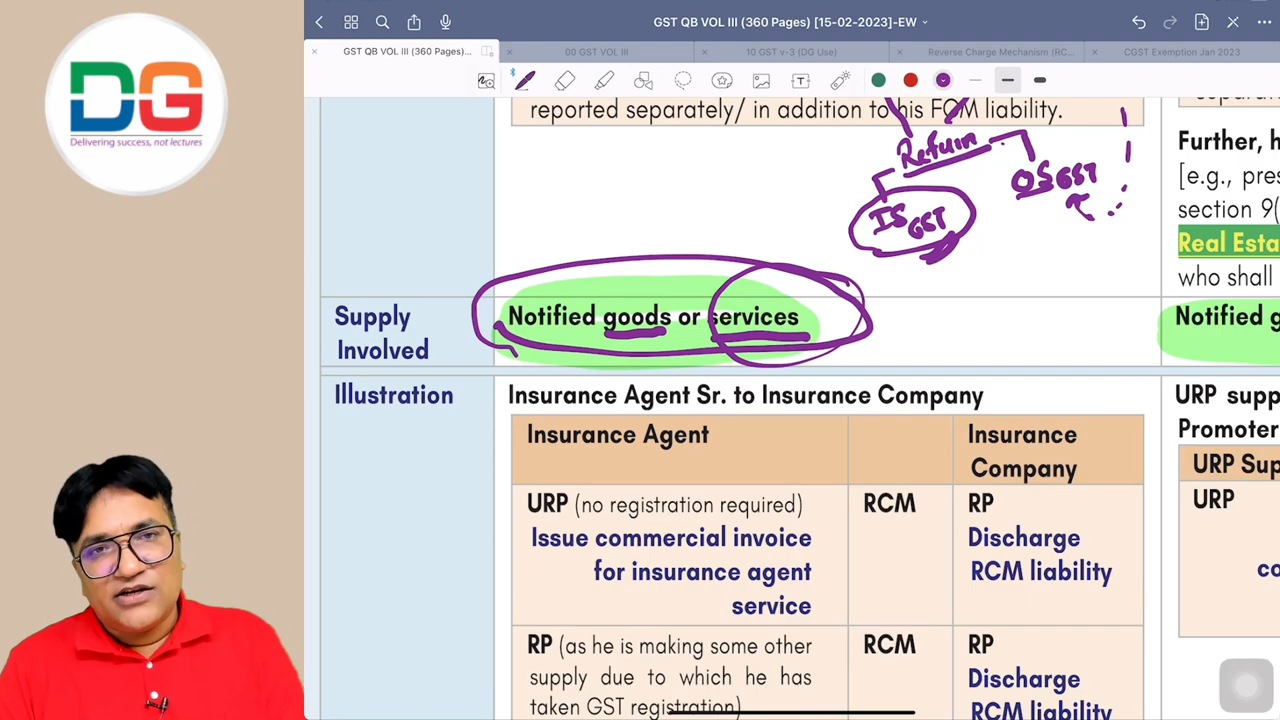 DG
Delivering success, not lectures
GST QB VOL III (360 Pages) [15-02-2023]-EW
GST QB VOL III (360 Pages)...
00 GST VOL III
10 GST v-3 (DG Use)
Reverse Charge Mechanism (RC...
CGST Exemption Jan 2023
reported separately/ in addition to his FCM liability.
Return
IS GST
OS GST
Further, h
[e.g., pres
section 9(
Real Esta
who shall
Supply Involved
Notified goods or services
Notified g
Illustration
Insurance Agent Sr. to Insurance Company
Insurance Agent
Insurance Company
URP (no registration required)
Issue commercial invoice
for insurance agent
service
RCM
RP
Discharge
RCM liability
RP (as he is making some other
supply due to which he has
taken GST registration)
RCM
RP
Discharge
RCM liability
URP supp
Promoter
URP Sup
URP
co